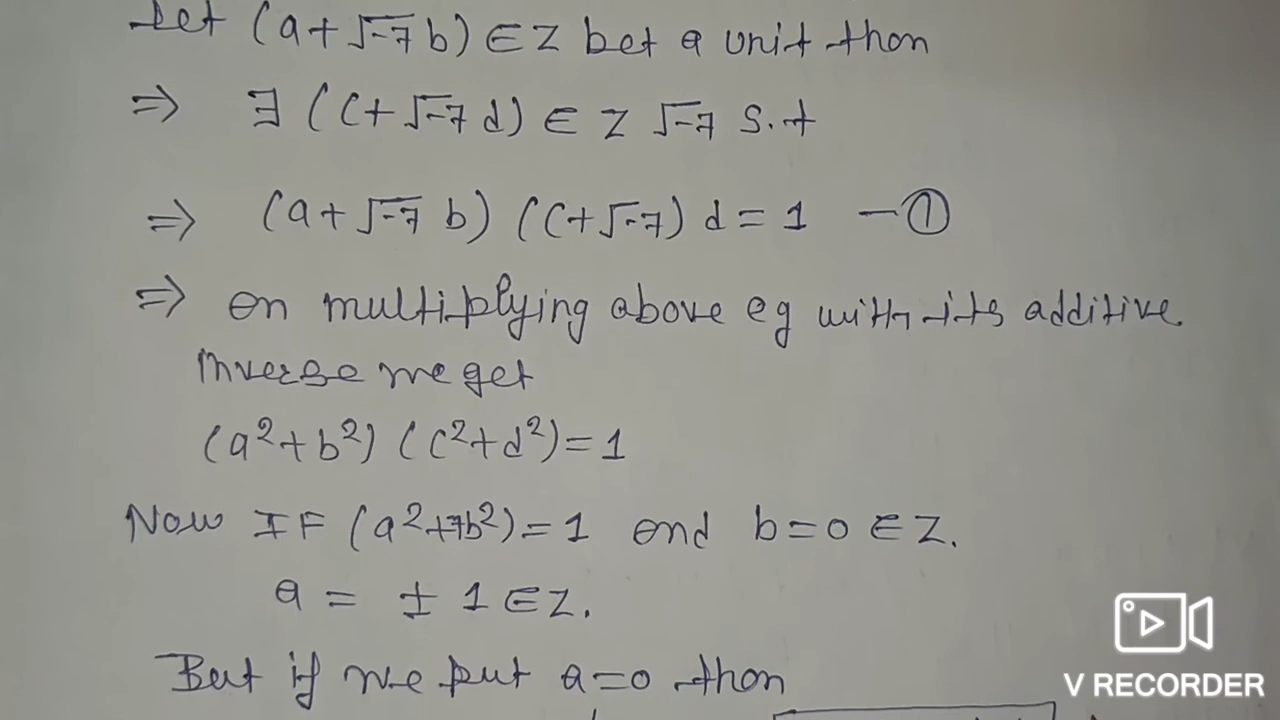 Let (a+√-7b) ∈ Z bet a unit then
⇒ ∃ (c+√-7d) ∈ Z √-7 s.t
⇒ (a+√-7 b) (c+√-7) d = 1 —①
⇒ on multiplying above eq with its additive
Inverse we get
(a²+b²) (c²+d²)=1
Now IF (a²+7b²)=1 and b=0 ∈ Z.
a = ± 1 ∈ Z.
But if we put a=0 then
V RECORDER